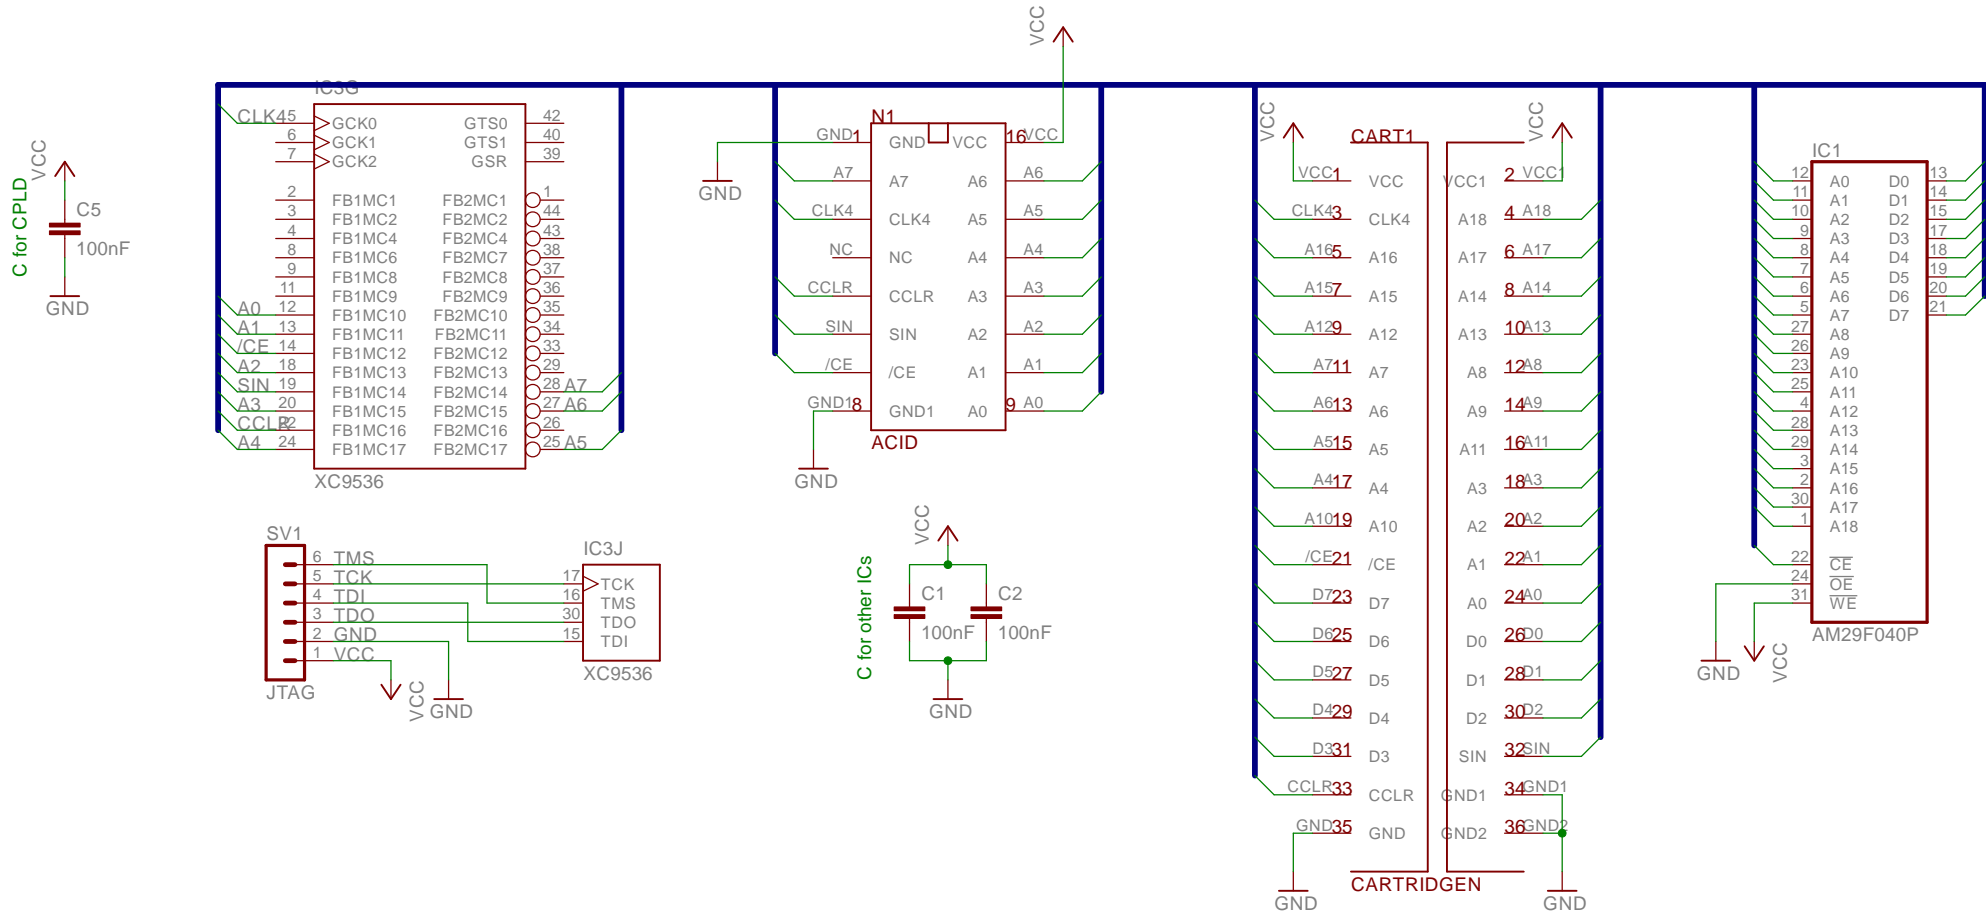 C for CPLD
VCC
C5
100nF
GND
IC3G
CLK4 5 GCK0 GTS0 42
6 GCK1 GTS1 40
7 GCK2 GSR 39
2 FB1MC1 FB2MC1 1
3 FB1MC2 FB2MC2 44
4 FB1MC4 FB2MC4 43
8 FB1MC6 FB2MC7 38
9 FB1MC8 FB2MC8 37
11 FB1MC9 FB2MC9 36
A0 12 FB1MC10 FB2MC10 35
A1 13 FB1MC11 FB2MC11 34
/CE 14 FB1MC12 FB2MC12 33
A2 18 FB1MC13 FB2MC13 29
SIN 19 FB1MC14 FB2MC14 28 A7
A3 20 FB1MC15 FB2MC15 27 A6
CCLR 22 FB1MC16 FB2MC16 26
A4 24 FB1MC17 FB2MC17 25 A5
XC9536
SV1
6 TMS
5 TCK
4 TDI
3 TDO
2 GND
1 VCC
JTAG
VCC
GND
IC3J
17 TCK
16 TMS
30 TDO
15 TDI
XC9536
VCC
N1
GND 1 GND VCC 16 VCC
GND
A7 A7 A6 A6
CLK4 CLK4 A5 A5
NC NC A4 A4
CCLR CCLR A3 A3
SIN SIN A2 A2
/CE /CE A1 A1
GND1 8 GND1 A0 9 A0
ACID
GND
C for other ICs
VCC
C1
100nF
C2
100nF
GND
VCC
CART1
VCC
VCC 1 VCC VCC1 2 VCC1
CLK4 3 CLK4 A18 4 A18
A16 5 A16 A17 6 A17
A15 7 A15 A14 8 A14
A12 9 A12 A13 10 A13
A7 11 A7 A8 12 A8
A6 13 A6 A9 14 A9
A5 15 A5 A11 16 A11
A4 17 A4 A3 18 A3
A10 19 A10 A2 20 A2
/CE 21 /CE A1 22 A1
D7 23 D7 A0 24 A0
D6 25 D6 D0 26 D0
D5 27 D5 D1 28 D1
D4 29 D4 D2 30 D2
D3 31 D3 SIN 32 SIN
CCLR 33 CCLR GND1 34 GND1
GND 35 GND GND2 36 GND2
CARTRIDGEN
GND
GND
IC1
12 A0 D0 13
11 A1 D1 14
10 A2 D2 15
9 A3 D3 17
8 A4 D4 18
7 A5 D5 19
6 A6 D6 20
5 A7 D7 21
27 A8
26 A9
23 A10
25 A11
4 A12
28 A13
29 A14
3 A15
2 A16
30 A17
1 A18
22 CE
24 OE
31 WE
AM29F040P
GND
VCC